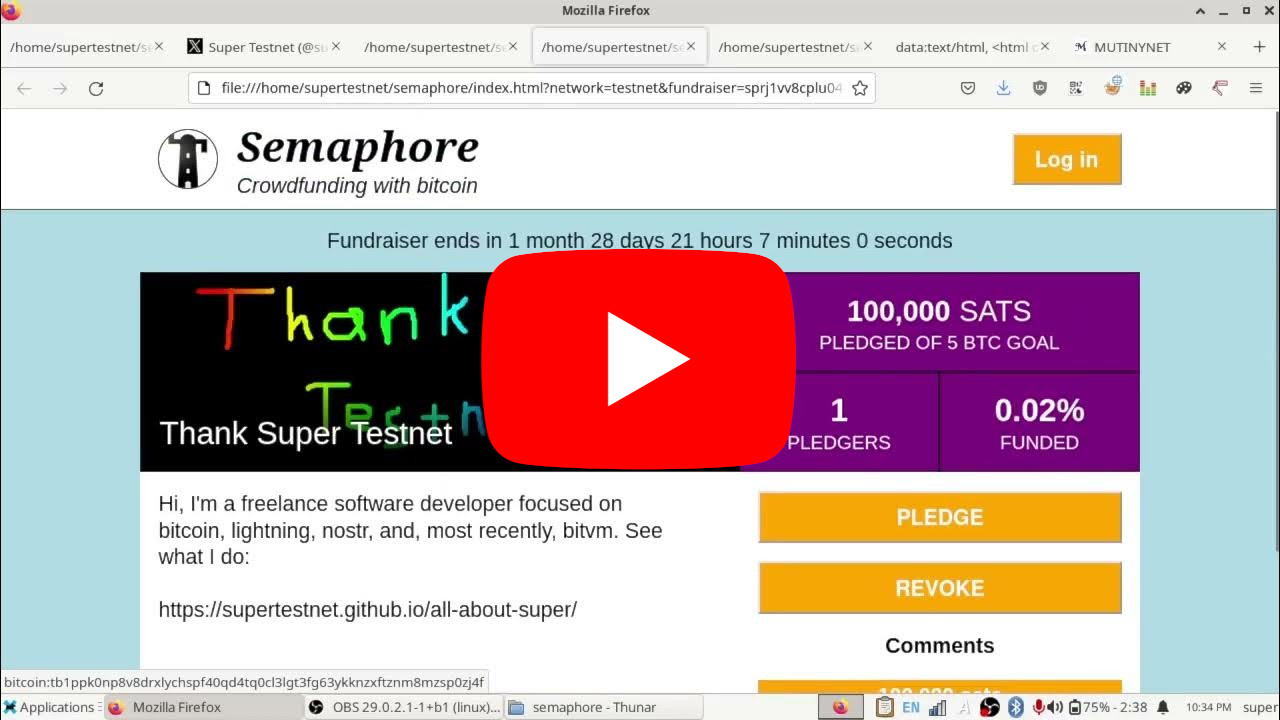 Mozilla Firefox
/home/supertestnet/se
Super Testnet (@su
/home/supertestnet/se
/home/supertestnet/se
/home/supertestnet/se
data:text/html, <html c
MUTINYNET
file:///home/supertestnet/semaphore/index.html?network=testnet&fundraiser=sprj1vv8cplu04
Semaphore
Crowdfunding with bitcoin
Log in
Fundraiser ends in 1 month 28 days 21 hours 7 minutes 0 seconds
Thank
Testn
Thank Super Testnet
100,000 SATS
PLEDGED OF 5 BTC GOAL
1
PLEDGERS
0.02%
FUNDED
Hi, I'm a freelance software developer focused on
bitcoin, lightning, nostr, and, most recently, bitvm. See
what I do:
https://supertestnet.github.io/all-about-super/
PLEDGE
REVOKE
Comments
100,000 sats
bitcoin:tb1ppk0np8v8drxlychspf40qd4tq0cl3lgt3fg63ykknzxftznm8mzsp0zj4f
Applications
Mozilla Firefox
OBS 29.0.2.1-1+b1 (linux)...
semaphore - Thunar
EN
75% - 2:38
10:34 PM
super